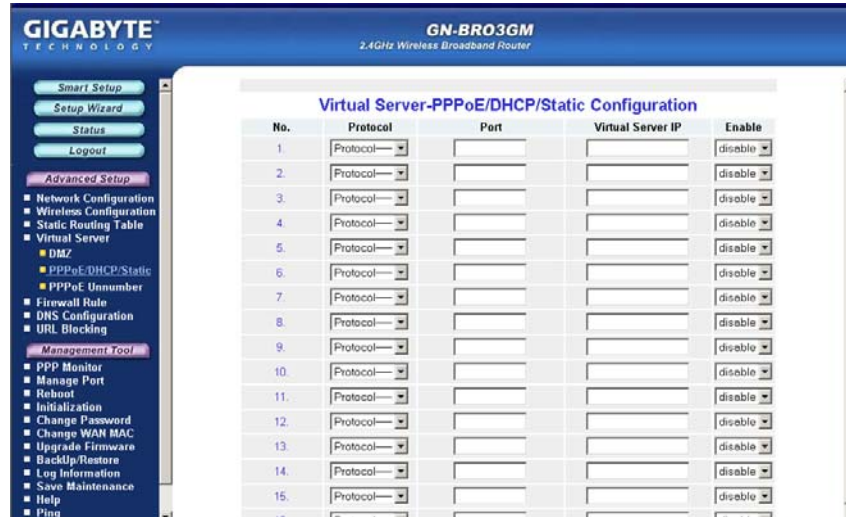 GIGABYTE™
TECHNOLOGY
GN-BRO3GM
2.4GHz Wireless Broadband Router
Smart Setup
Setup Wizard
Status
Logout
Advanced Setup
Network Configuration
Wireless Configuration
Static Routing Table
Virtual Server
DMZ
PPPoE/DHCP/Static
PPPoE Unnumber
Firewall Rule
DNS Configuration
URL Blocking
Management Tool
PPP Monitor
Manage Port
Reboot
Initialization
Change Password
Change WAN MAC
Upgrade Firmware
BackUp/Restore
Log Information
Save Maintenance
Help
Ping
Virtual Server-PPPoE/DHCP/Static Configuration
No. Protocol Port Virtual Server IP Enable
1. Protocol---- disable
2. Protocol---- disable
3. Protocol---- disable
4. Protocol---- disable
5. Protocol---- disable
6. Protocol---- disable
7. Protocol---- disable
8. Protocol---- disable
9. Protocol---- disable
10. Protocol---- disable
11. Protocol---- disable
12. Protocol---- disable
13. Protocol---- disable
14. Protocol---- disable
15. Protocol---- disable